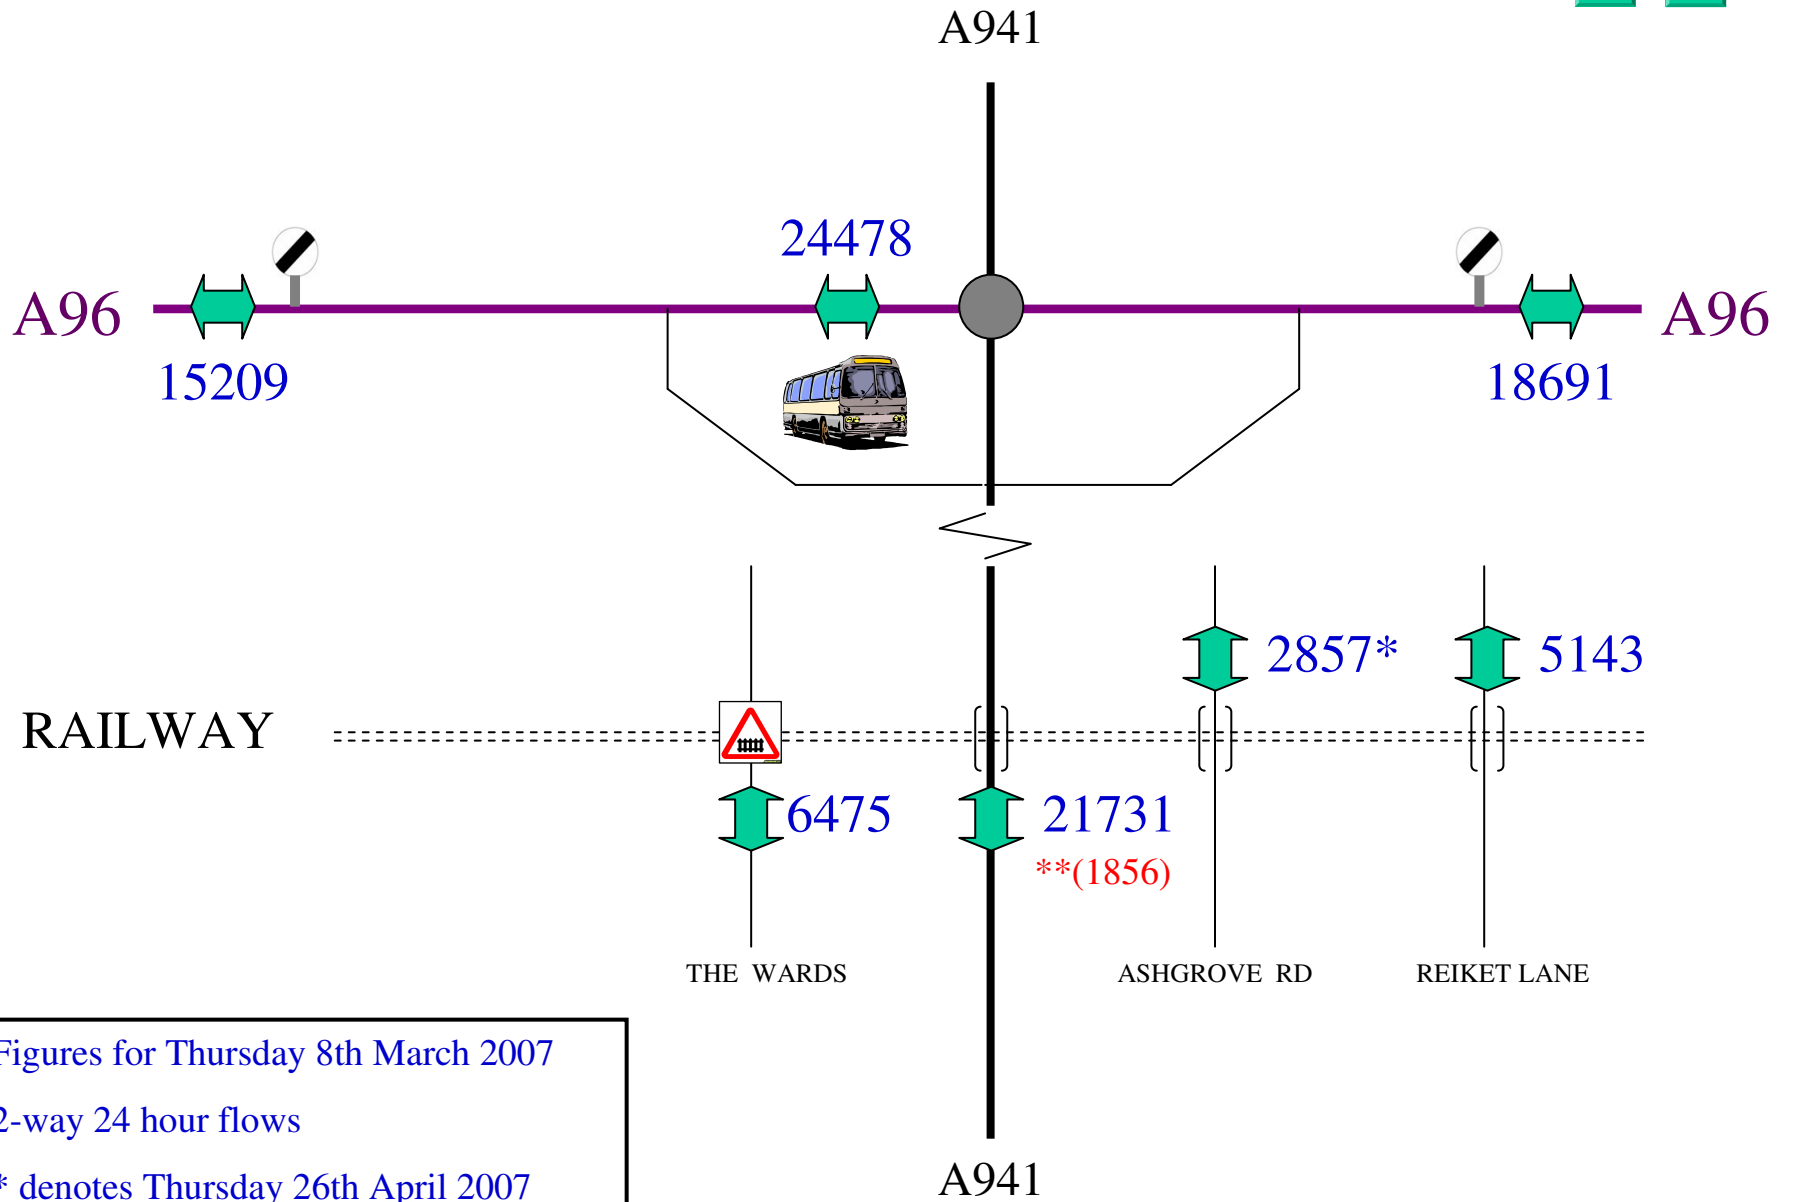 A941
24478
A96
A96
15209
18691
2857*
5143
RAILWAY
6475
21731
**(1856)
THE WARDS
ASHGROVE RD
REIKET LANE
Figures for Thursday 8th March 2007
2-way 24 hour flows
* denotes Thursday 26th April 2007
A941